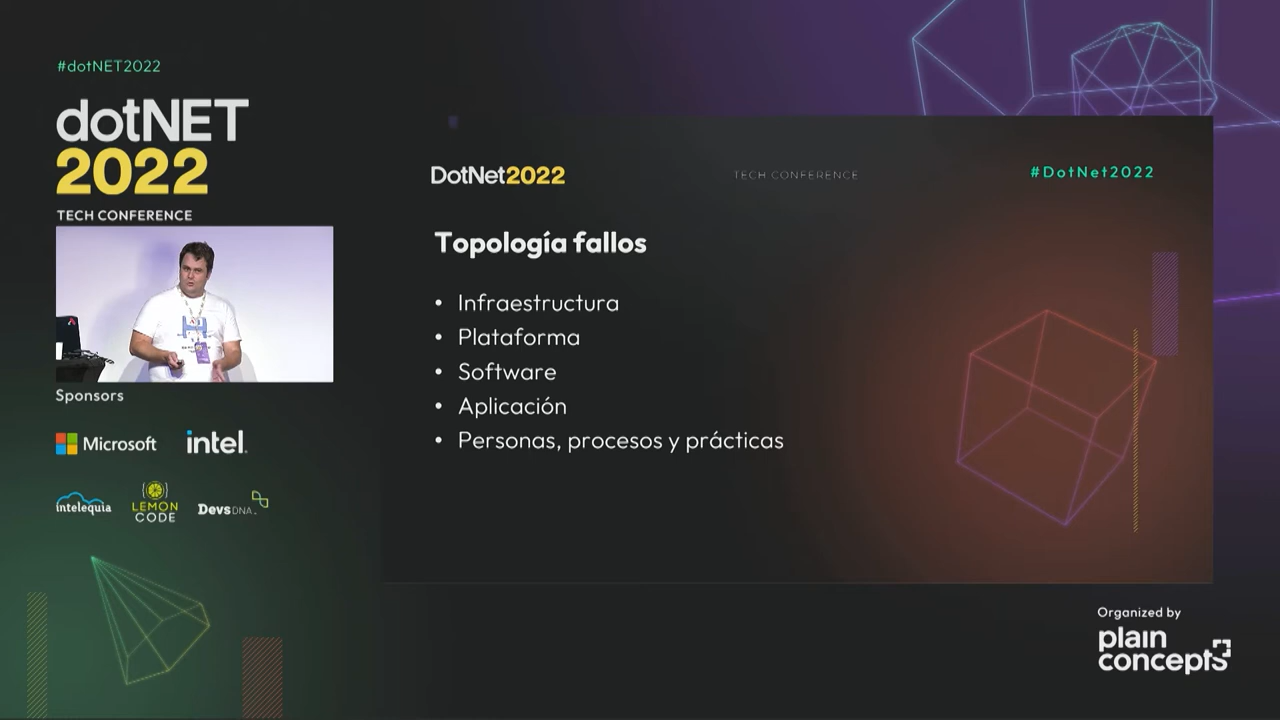 #dotNET2022
dotNET
2022
TECH CONFERENCE
Sponsors
Microsoft
intel.
intelequia
LEMON
CODE
DevsDNA.
DotNet2022
TECH CONFERENCE
#DotNet2022
Topología fallos
• Infraestructura
• Plataforma
• Software
• Aplicación
• Personas, procesos y prácticas
Organized by
plain
concepts